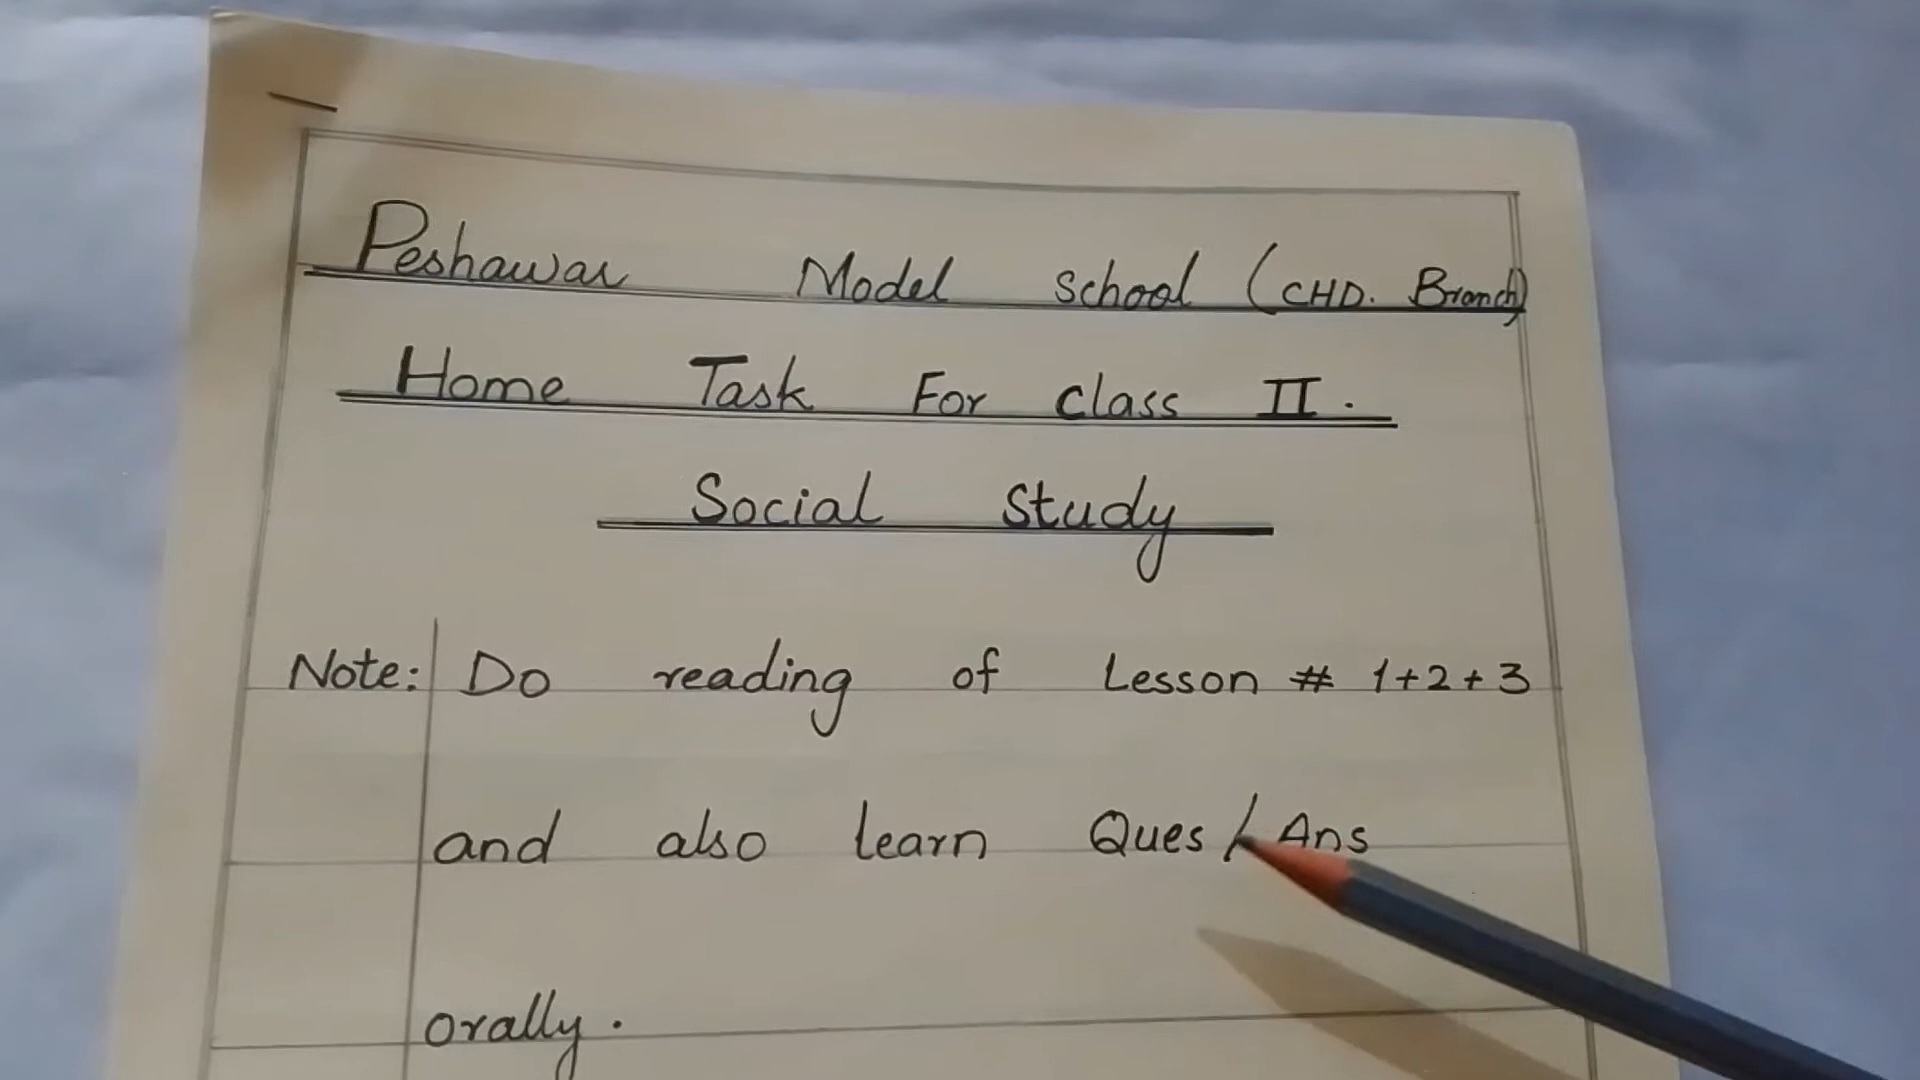 Peshawar Model School (CHD. Branch)
Home Task For Class II.
Social Study
Note: Do reading of Lesson # 1+2+3
and also learn Ques / Ans
orally.